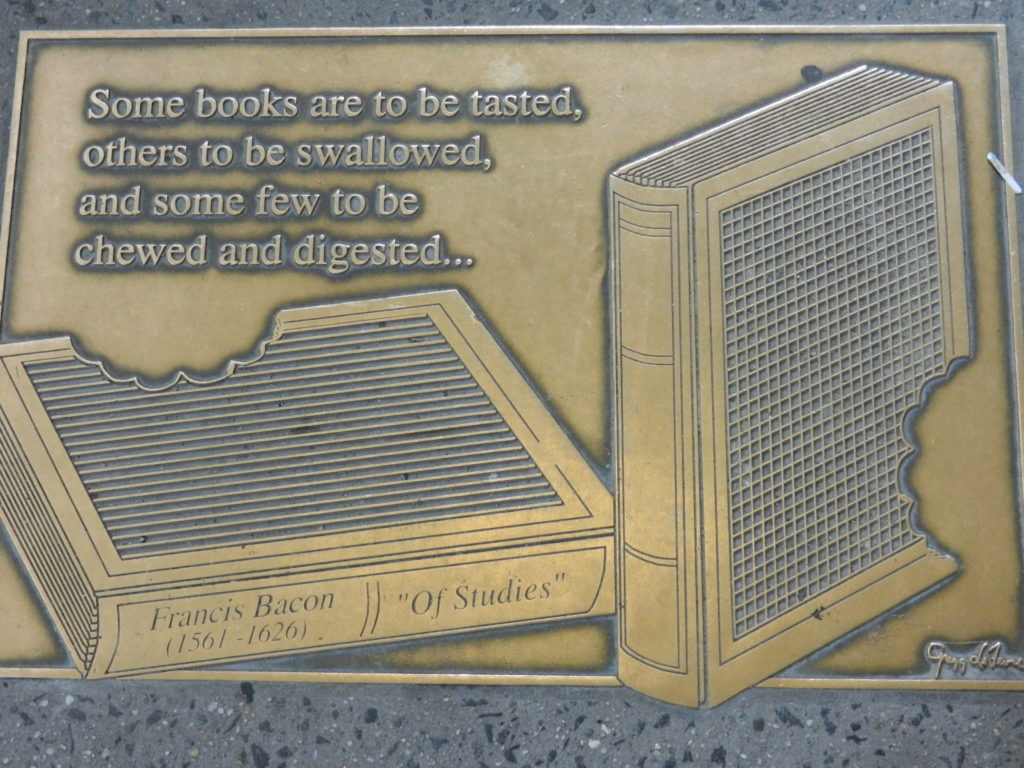 Some books are to be tasted,
others to be swallowed,
and some few to be
chewed and digested...
Francis Bacon
(1561 - 1626)
"Of Studies"